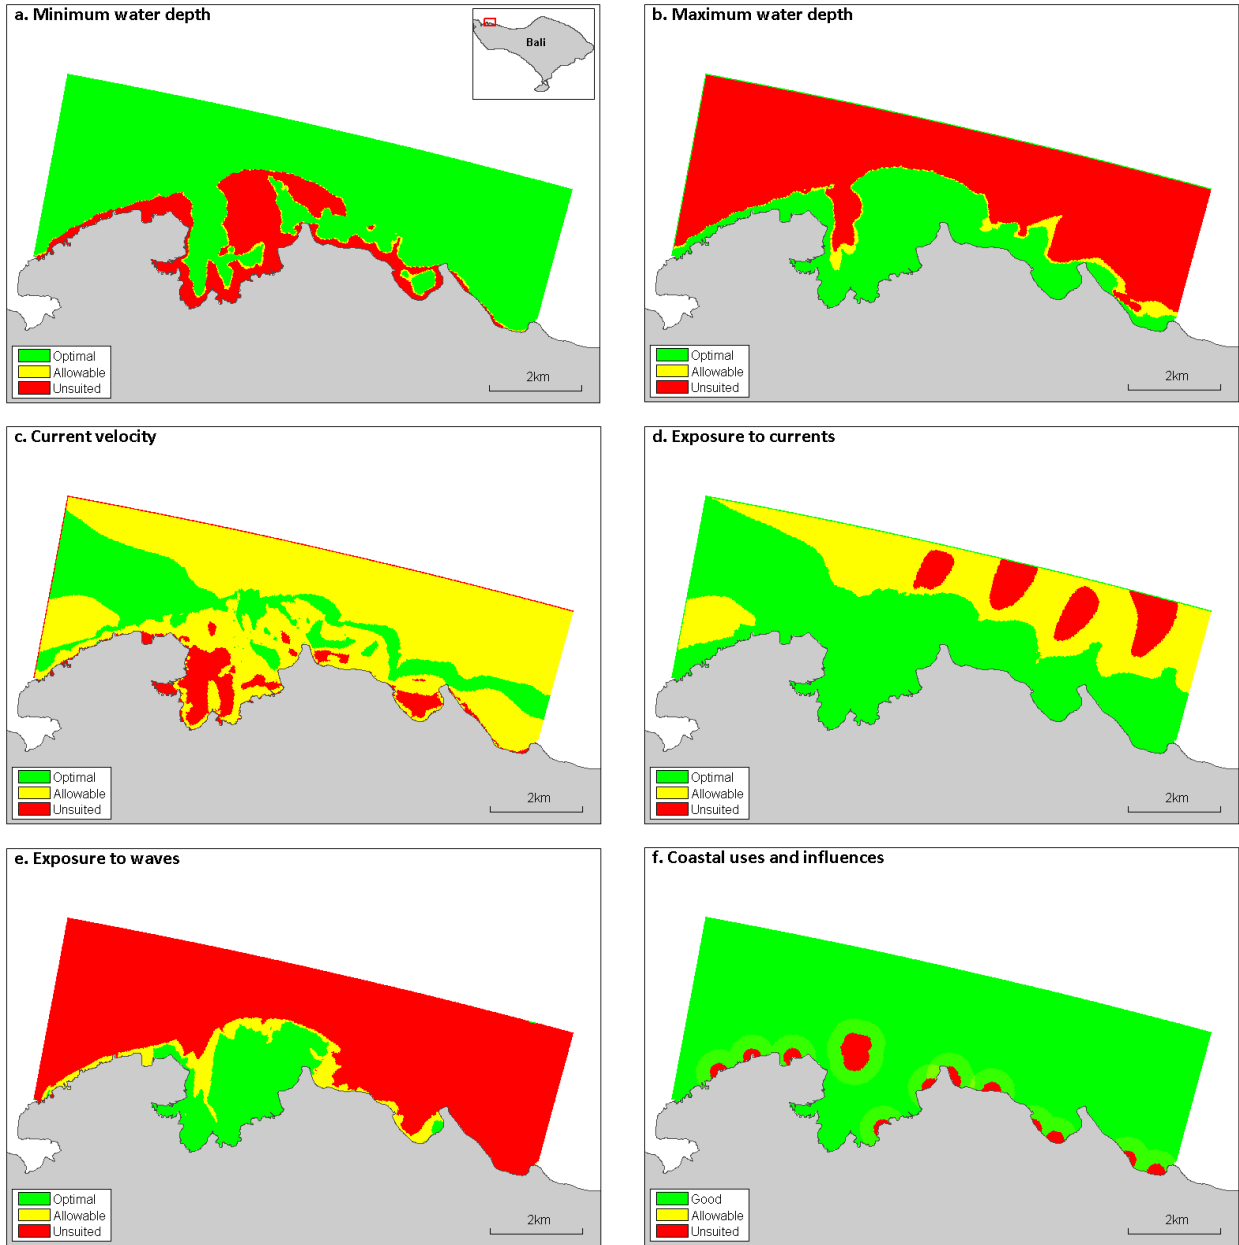 a. Minimum water depth
Bali
Optimal
Allowable
Unsuited
2km
b. Maximum water depth
Optimal
Allowable
Unsuited
2km
c. Current velocity
Optimal
Allowable
Unsuited
2km
d. Exposure to currents
Optimal
Allowable
Unsuited
2km
e. Exposure to waves
Optimal
Allowable
Unsuited
2km
f. Coastal uses and influences
Good
Allowable
Unsuited
2km